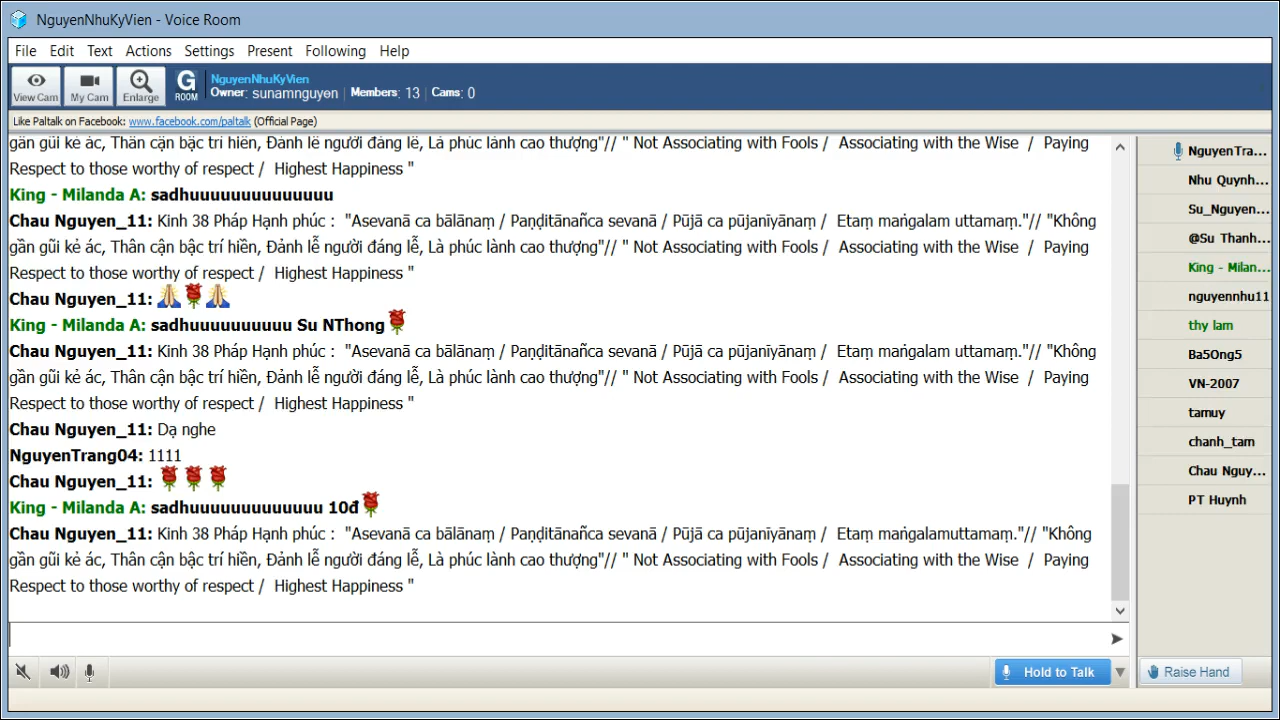 NguyenNhuKyVien - Voice Room
File Edit Text Actions Settings Present Following Help
View Cam My Cam Enlarge G ROOM
NguyenNhuKyVien
Owner: sunamnguyen | Members: 13 | Cams: 0
Like Paltalk on Facebook: www.facebook.com/paltalk (Official Page)
gần gũi kẻ ác, Thân cận bậc trí hiền, Đảnh lễ người đáng lễ, Là phúc lành cao thượng"// " Not Associating with Fools / Associating with the Wise / Paying
Respect to those worthy of respect / Highest Happiness "
King - Milanda A: sadhuuuuuuuuuuuuuuu
Chau Nguyen_11: Kinh 38 Pháp Hạnh phúc : "Asevanā ca bālānaṃ / Paṇḍitānañca sevanā / Pūjā ca pūjanīyānaṃ / Etaṃ maṅgalam uttamaṃ."// "Không
gần gũi kẻ ác, Thân cận bậc trí hiền, Đảnh lễ người đáng lễ, Là phúc lành cao thượng"// " Not Associating with Fools / Associating with the Wise / Paying
Respect to those worthy of respect / Highest Happiness "
Chau Nguyen_11: 🙏🌹🙏
King - Milanda A: sadhuuuuuuuuuuu Su NThong🌹
Chau Nguyen_11: Kinh 38 Pháp Hạnh phúc : "Asevanā ca bālānaṃ / Paṇḍitānañca sevanā / Pūjā ca pūjanīyānaṃ / Etaṃ maṅgalam uttamaṃ."// "Không
gần gũi kẻ ác, Thân cận bậc trí hiền, Đảnh lễ người đáng lễ, Là phúc lành cao thượng"// " Not Associating with Fools / Associating with the Wise / Paying
Respect to those worthy of respect / Highest Happiness "
Chau Nguyen_11: Dạ nghe
NguyenTrang04: 1111
Chau Nguyen_11: 🌹🌹🌹
King - Milanda A: sadhuuuuuuuuuuuuuu 10đ🌹
Chau Nguyen_11: Kinh 38 Pháp Hạnh phúc : "Asevanā ca bālānaṃ / Paṇḍitānañca sevanā / Pūjā ca pūjanīyānaṃ / Etaṃ maṅgalamuttamaṃ."// "Không
gần gũi kẻ ác, Thân cận bậc trí hiền, Đảnh lễ người đáng lễ, Là phúc lành cao thượng"// " Not Associating with Fools / Associating with the Wise / Paying
Respect to those worthy of respect / Highest Happiness "
NguyenTra...
Nhu Quynh...
Su_Nguyen...
@Su Thanh...
King - Milan...
nguyennhu11
thy lam
Ba5Ong5
VN-2007
tamuy
chanh_tam
Chau Nguy...
PT Huynh
Hold to Talk
Raise Hand